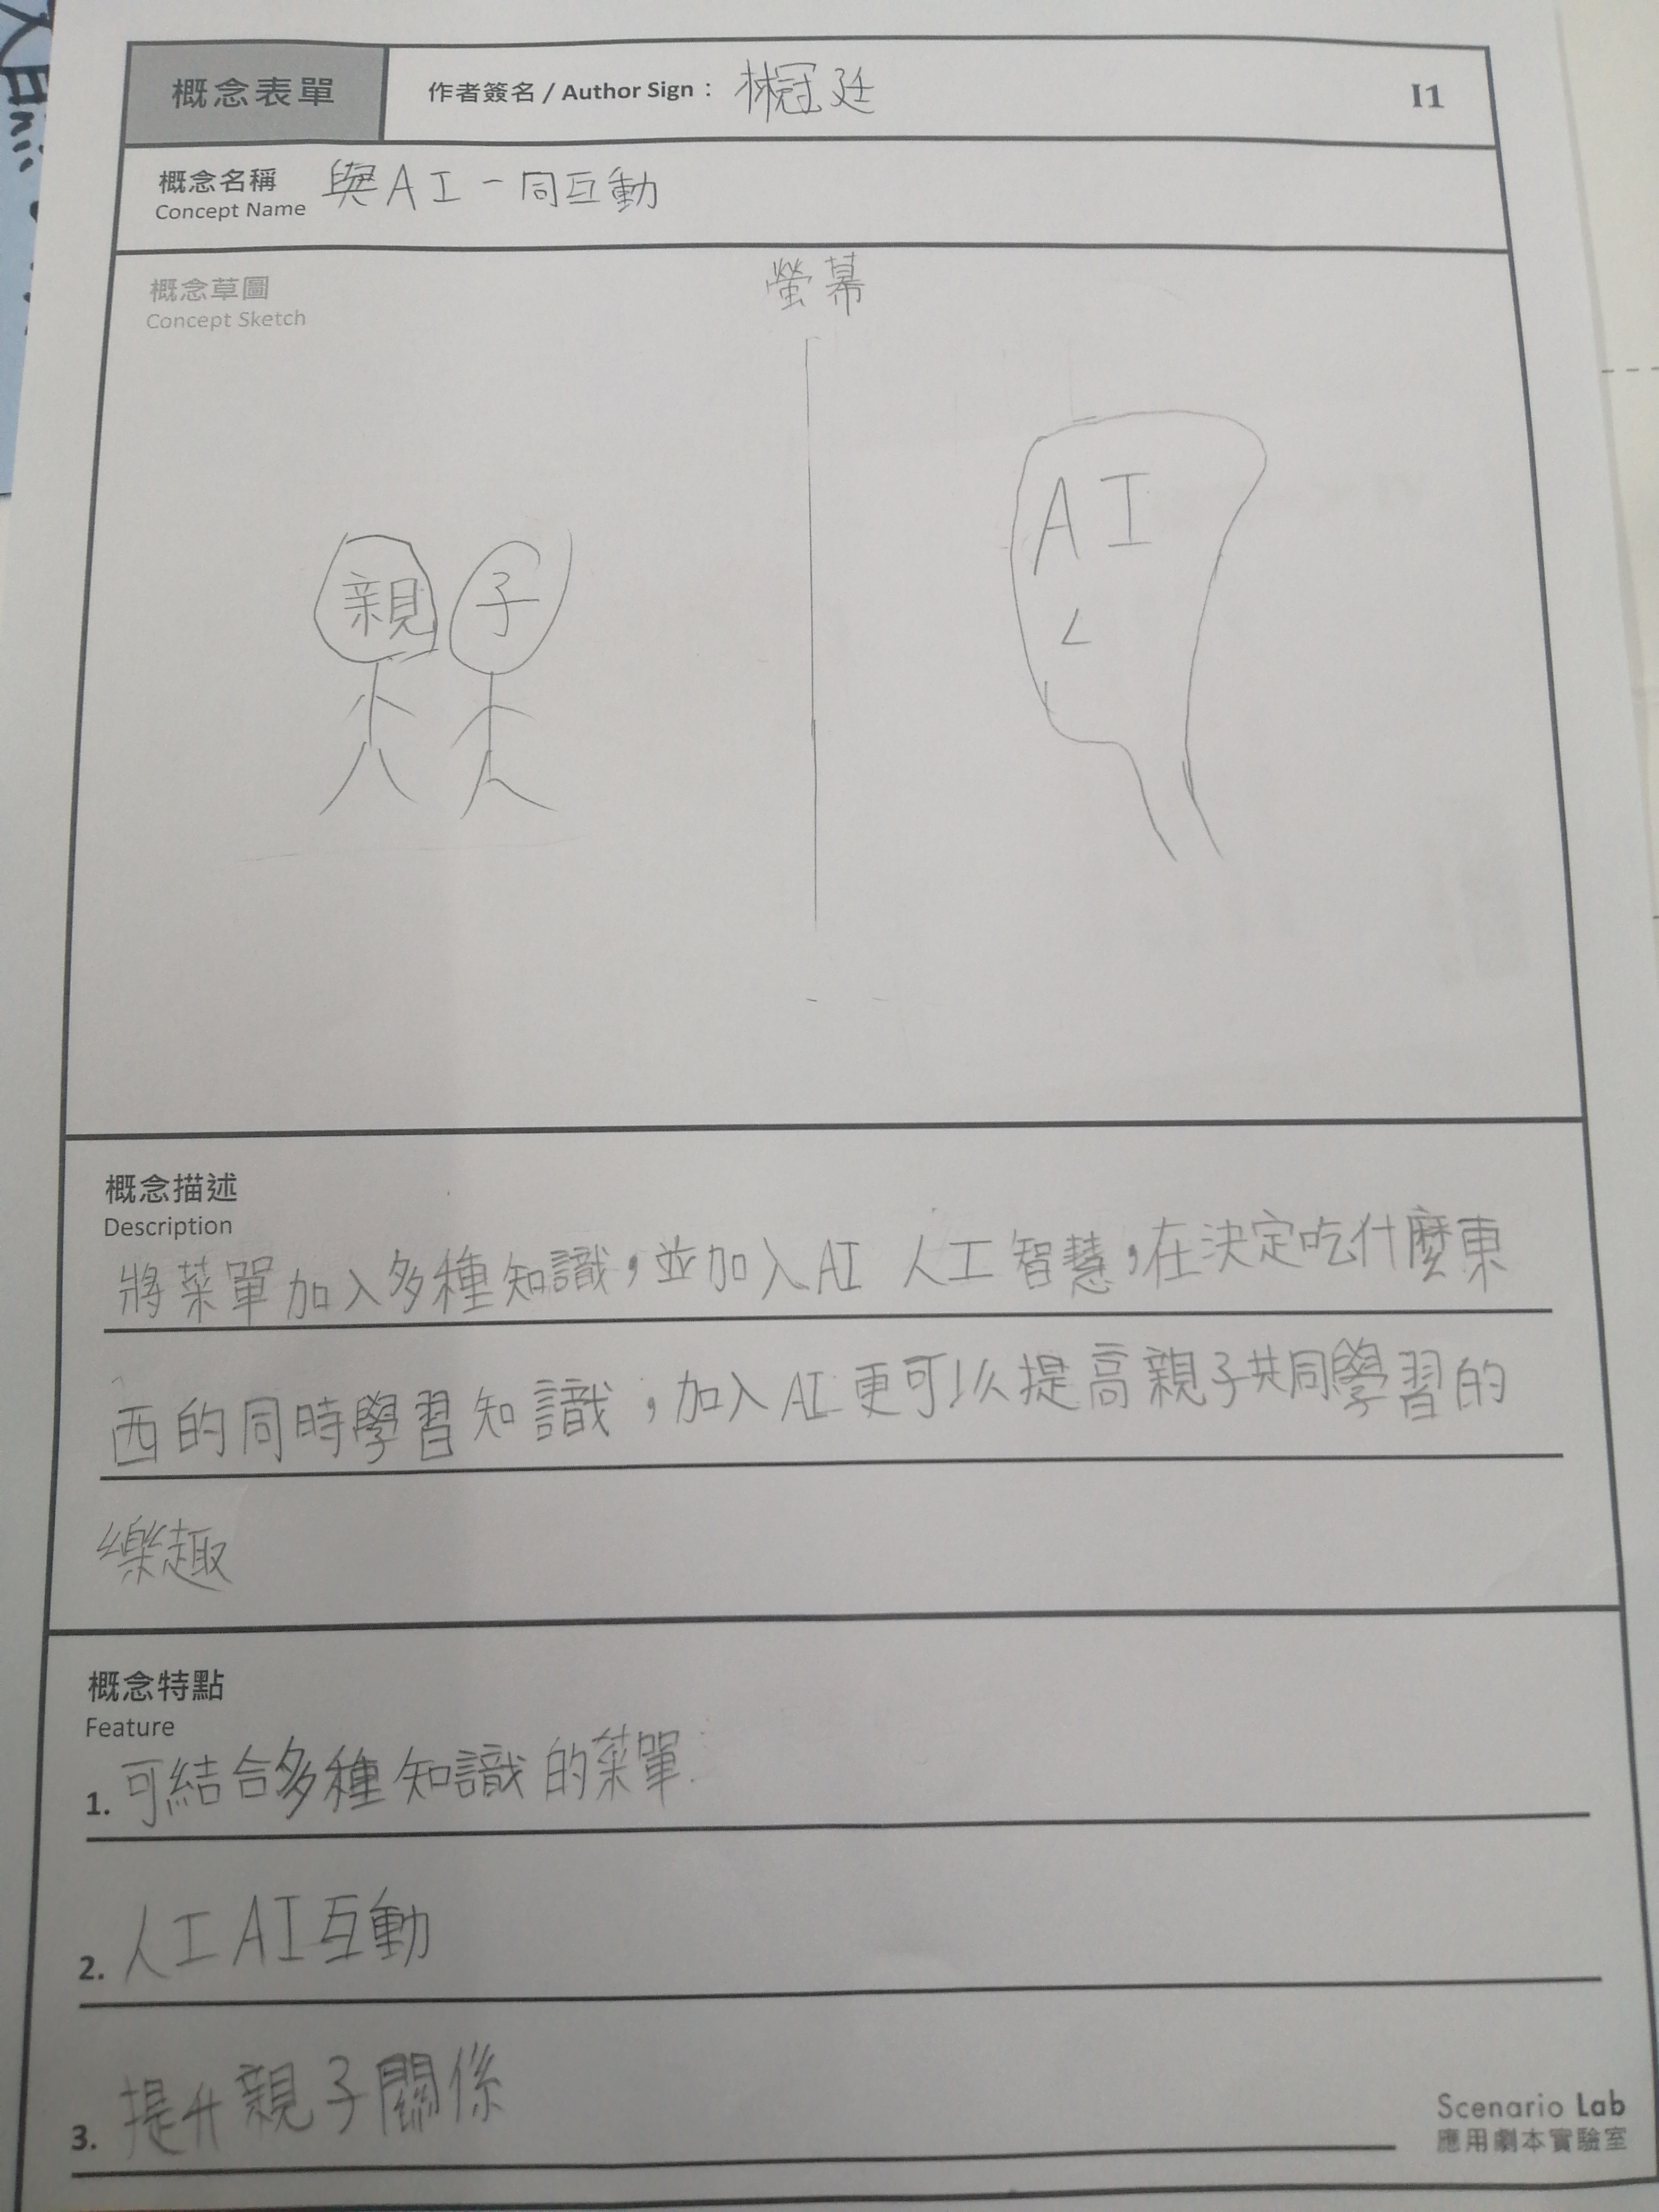 概念表單
作者簽名 / Author Sign： 林冠廷
I1
概念名稱
Concept Name
與AI一同互動
概念草圖
Concept Sketch
螢幕
親 子
AI
概念描述
Description
將菜單加入多種知識，並加入AI 人工智慧，在決定吃什麼東
西的同時學習知識，加入AI更可以提高親子共同學習的
樂趣
概念特點
Feature
1. 可結合多種知識的菜單.
2. 人工AI互動
3. 提升親子關係
Scenario Lab
應用劇本實驗室